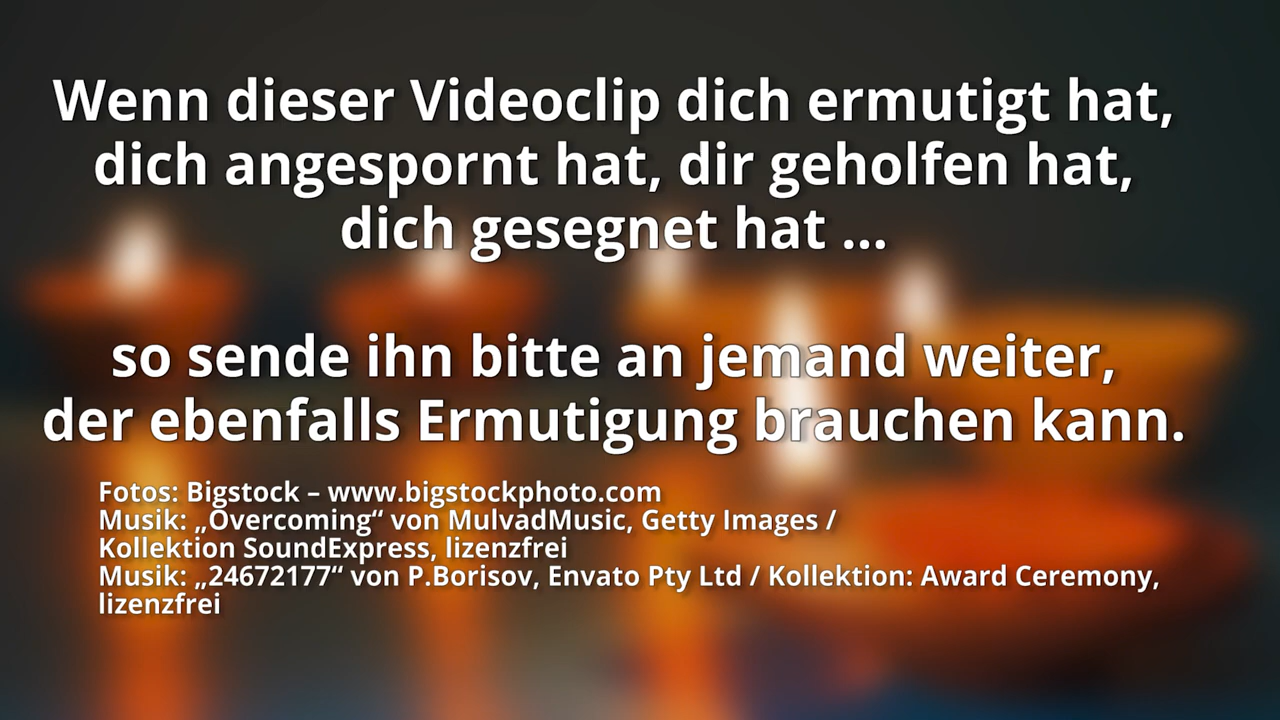 Wenn dieser Videoclip dich ermutigt hat,
dich angespornt hat, dir geholfen hat,
dich gesegnet hat ...
so sende ihn bitte an jemand weiter,
der ebenfalls Ermutigung brauchen kann.
Fotos: Bigstock – www.bigstockphoto.com
Musik: „Overcoming“ von MulvadMusic, Getty Images /
Kollektion SoundExpress, lizenzfrei
Musik: „24672177“ von P.Borisov, Envato Pty Ltd / Kollektion: Award Ceremony,
lizenzfrei